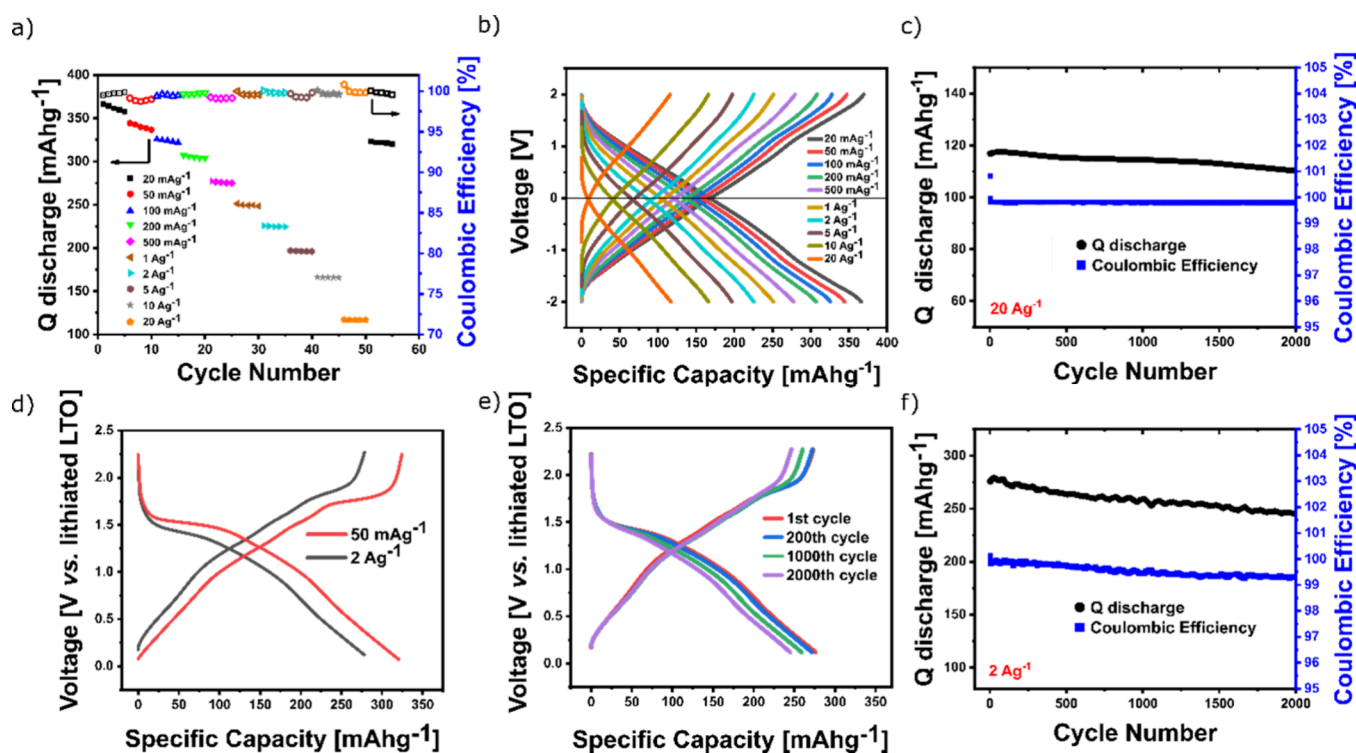 a)
Q discharge [mAhg-1]
400
350
300
250
200
150
100
20 mAg-1
50 mAg-1
100 mAg-1
200 mAg-1
500 mAg-1
1 Ag-1
2 Ag-1
5 Ag-1
10 Ag-1
20 Ag-1
0 10 20 30 40 50 60
Cycle Number
100
95
90
85
80
75
70
Coulombic Efficiency [%]
b)
Voltage [V]
2
1
0
-1
-2
20 mAg-1
50 mAg-1
100 mAg-1
200 mAg-1
500 mAg-1
1 Ag-1
2 Ag-1
5 Ag-1
10 Ag-1
20 Ag-1
0 50 100 150 200 250 300 350 400
Specific Capacity [mAhg-1]
c)
Q discharge [mAhg-1]
140
120
100
80
60
Q discharge
Coulombic Efficiency
20 Ag-1
0 500 1000 1500 2000
Cycle Number
105
104
103
102
101
100
99
98
97
96
95
Coulombic Efficiency [%]
d)
Voltage [V vs. lithiated LTO]
2.5
2.0
1.5
1.0
0.5
0.0
50 mAg-1
2 Ag-1
0 50 100 150 200 250 300 350
Specific Capacity [mAhg-1]
e)
Voltage [V vs. lithiated LTO]
2.5
2.0
1.5
1.0
0.5
0.0
1st cycle
200th cycle
1000th cycle
2000th cycle
0 50 100 150 200 250 300 350
Specific Capacity [mAhg-1]
f)
Q discharge [mAhg-1]
300
250
200
150
100
Q discharge
Coulombic Efficiency
2 Ag-1
0 500 1000 1500 2000
Cycle Number
105
104
103
102
101
100
99
98
97
96
95
Coulombic Efficiency [%]